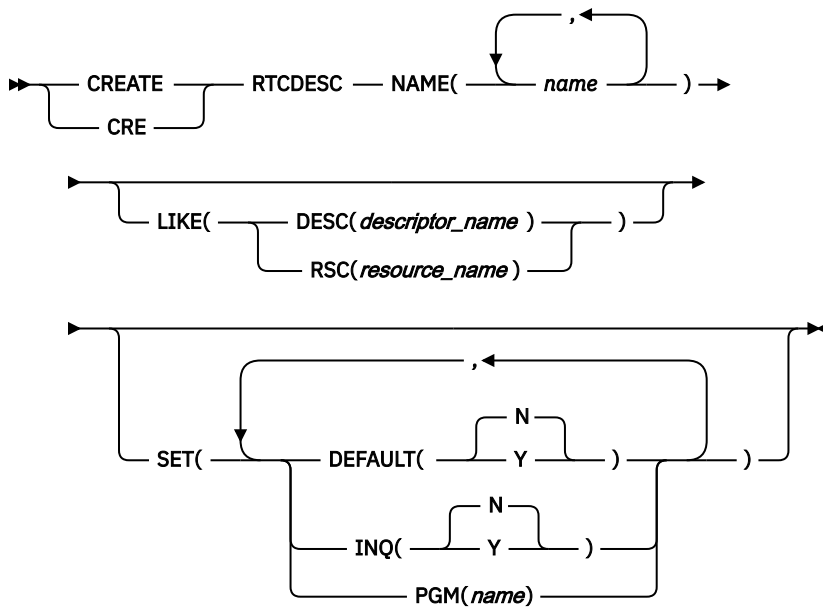 ,
CREATE RTCDESC NAME( name )
CRE
LIKE( DESC(descriptor_name ) )
RSC(resource_name )
,
N
SET( DEFAULT( Y ) )
N
INQ( Y )
PGM(name)